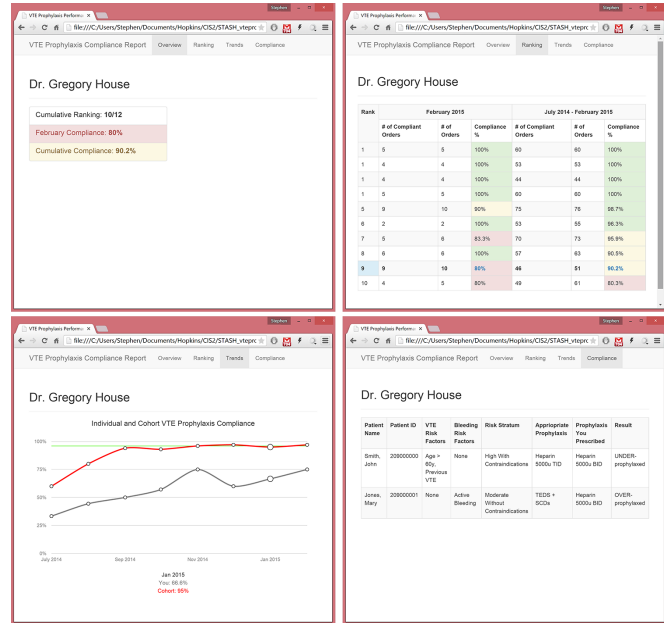 VTE Prophylaxis Performan
Stephen
file:///C:/Users/Stephen/Documents/Hopkins/CIS2/STASH_vteprc
VTE Prophylaxis Compliance Report Overview Ranking Trends Compliance
Dr. Gregory House
Cumulative Ranking: 10/12
February Compliance: 80%
Cumulative Compliance: 90.2%
VTE Prophylaxis Performan
Stephen
file:///C:/Users/Stephen/Documents/Hopkins/CIS2/STASH_vteprc
VTE Prophylaxis Compliance Report Overview Ranking Trends Compliance
Dr. Gregory House
Rank February 2015 July 2014 - February 2015
# of Compliant Orders # of Orders Compliance % # of Compliant Orders # of Orders Compliance %
1 5 5 100% 60 60 100%
1 4 4 100% 53 53 100%
1 4 4 100% 44 44 100%
1 5 5 100% 60 60 100%
5 9 10 90% 75 76 98.7%
6 2 2 100% 53 55 96.3%
7 5 6 83.3% 70 73 95.9%
8 6 6 100% 57 63 90.5%
9 9 10 80% 46 51 90.2%
10 4 5 80% 49 61 80.3%
VTE Prophylaxis Performan
Stephen
file:///C:/Users/Stephen/Documents/Hopkins/CIS2/STASH_vteprc
VTE Prophylaxis Compliance Report Overview Ranking Trends Compliance
Dr. Gregory House
Individual and Cohort VTE Prophylaxis Compliance
100%
75%
50%
25%
0%
July 2014 Sep 2014 Nov 2014 Jan 2015
Jan 2015
You: 66.6%
Cohort: 95%
VTE Prophylaxis Performan
Stephen
file:///C:/Users/Stephen/Documents/Hopkins/CIS2/STASH_vteprc
VTE Prophylaxis Compliance Report Overview Ranking Trends Compliance
Dr. Gregory House
Patient Name Patient ID VTE Risk Factors Bleeding Risk Factors Risk Stratum Appriopriate Prophylaxis Prophylaxis You Prescribed Result
Smith, John 209000000 Age > 60y, Previous VTE None High With Contraindications Heparin 5000u TID Heparin 5000u BID UNDER-prophylaxed
Jones, Mary 209000001 None Active Bleeding Moderate Without Contraindications TEDS + SCDs Heparin 5000u BID OVER-prophylaxed